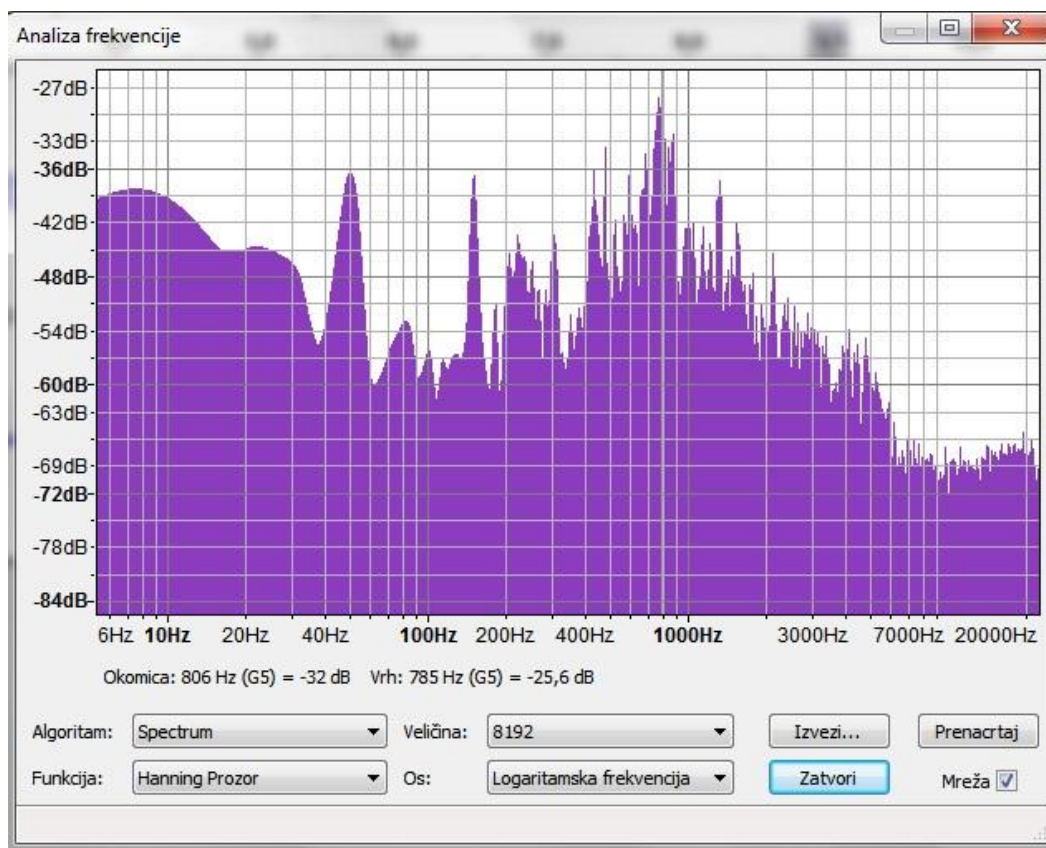 Analiza frekvencije
-27dB
-33dB
-36dB
-42dB
-48dB
-54dB
-60dB
-63dB
-69dB
-72dB
-78dB
-84dB
6Hz 10Hz 20Hz 40Hz 100Hz 200Hz 400Hz 1000Hz 3000Hz 7000Hz 20000Hz
Okomica: 806 Hz (G5) = -32 dB Vrh: 785 Hz (G5) = -25,6 dB
Algoritam: Spectrum Veličina: 8192 Izvezi... Prenacrtaj
Funkcija: Hanning Prozor Os: Logaritamska frekvencija Zatvori Mreža